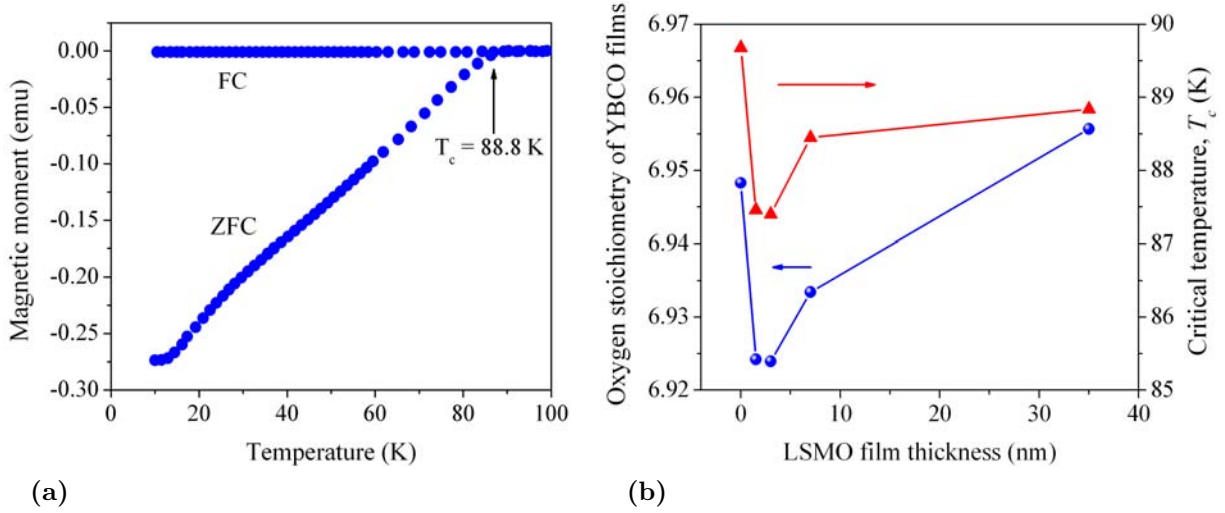 0.00
-0.05
-0.10
-0.15
-0.20
-0.25
-0.30
0 20 40 60 80 100
Magnetic moment (emu)
Temperature (K)
FC
ZFC
T_c = 88.8 K
(a)
6.97
6.96
6.95
6.94
6.93
6.92
Oxygen stoichiometry of YBCO films
90
89
88
87
86
85
Critical temperature, T_c (K)
0 10 20 30 40
LSMO film thickness (nm)
(b)